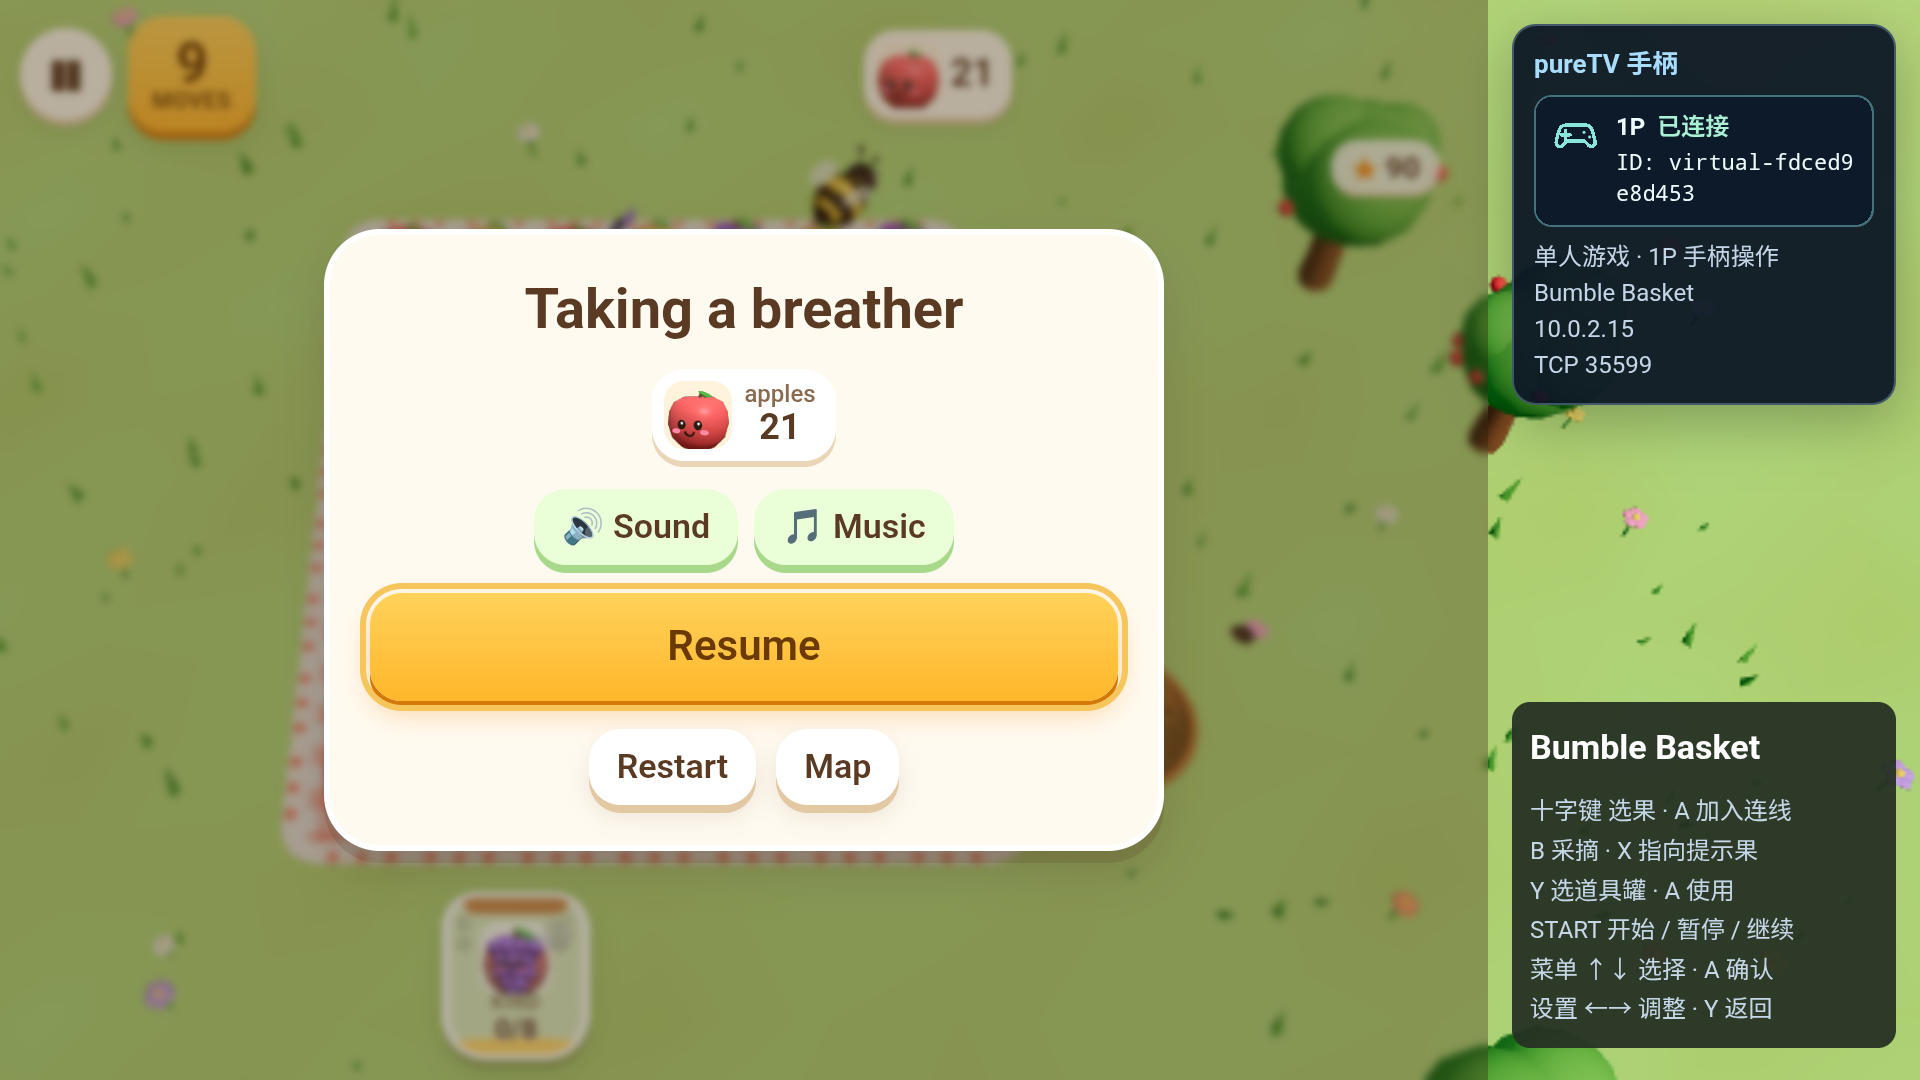 9
MOVES
21
90
Taking a breather
apples
21
Sound
Music
Resume
Restart
Map
0/8
pureTV 手柄
1P 已连接
ID: virtual-fdced9
e8d453
单人游戏 · 1P 手柄操作
Bumble Basket
10.0.2.15
TCP 35599
Bumble Basket
十字键 选果 · A 加入连线
B 采摘 · X 指向提示果
Y 选道具罐 · A 使用
START 开始 / 暂停 / 继续
菜单 ↑↓ 选择 · A 确认
设置 ←→ 调整 · Y 返回